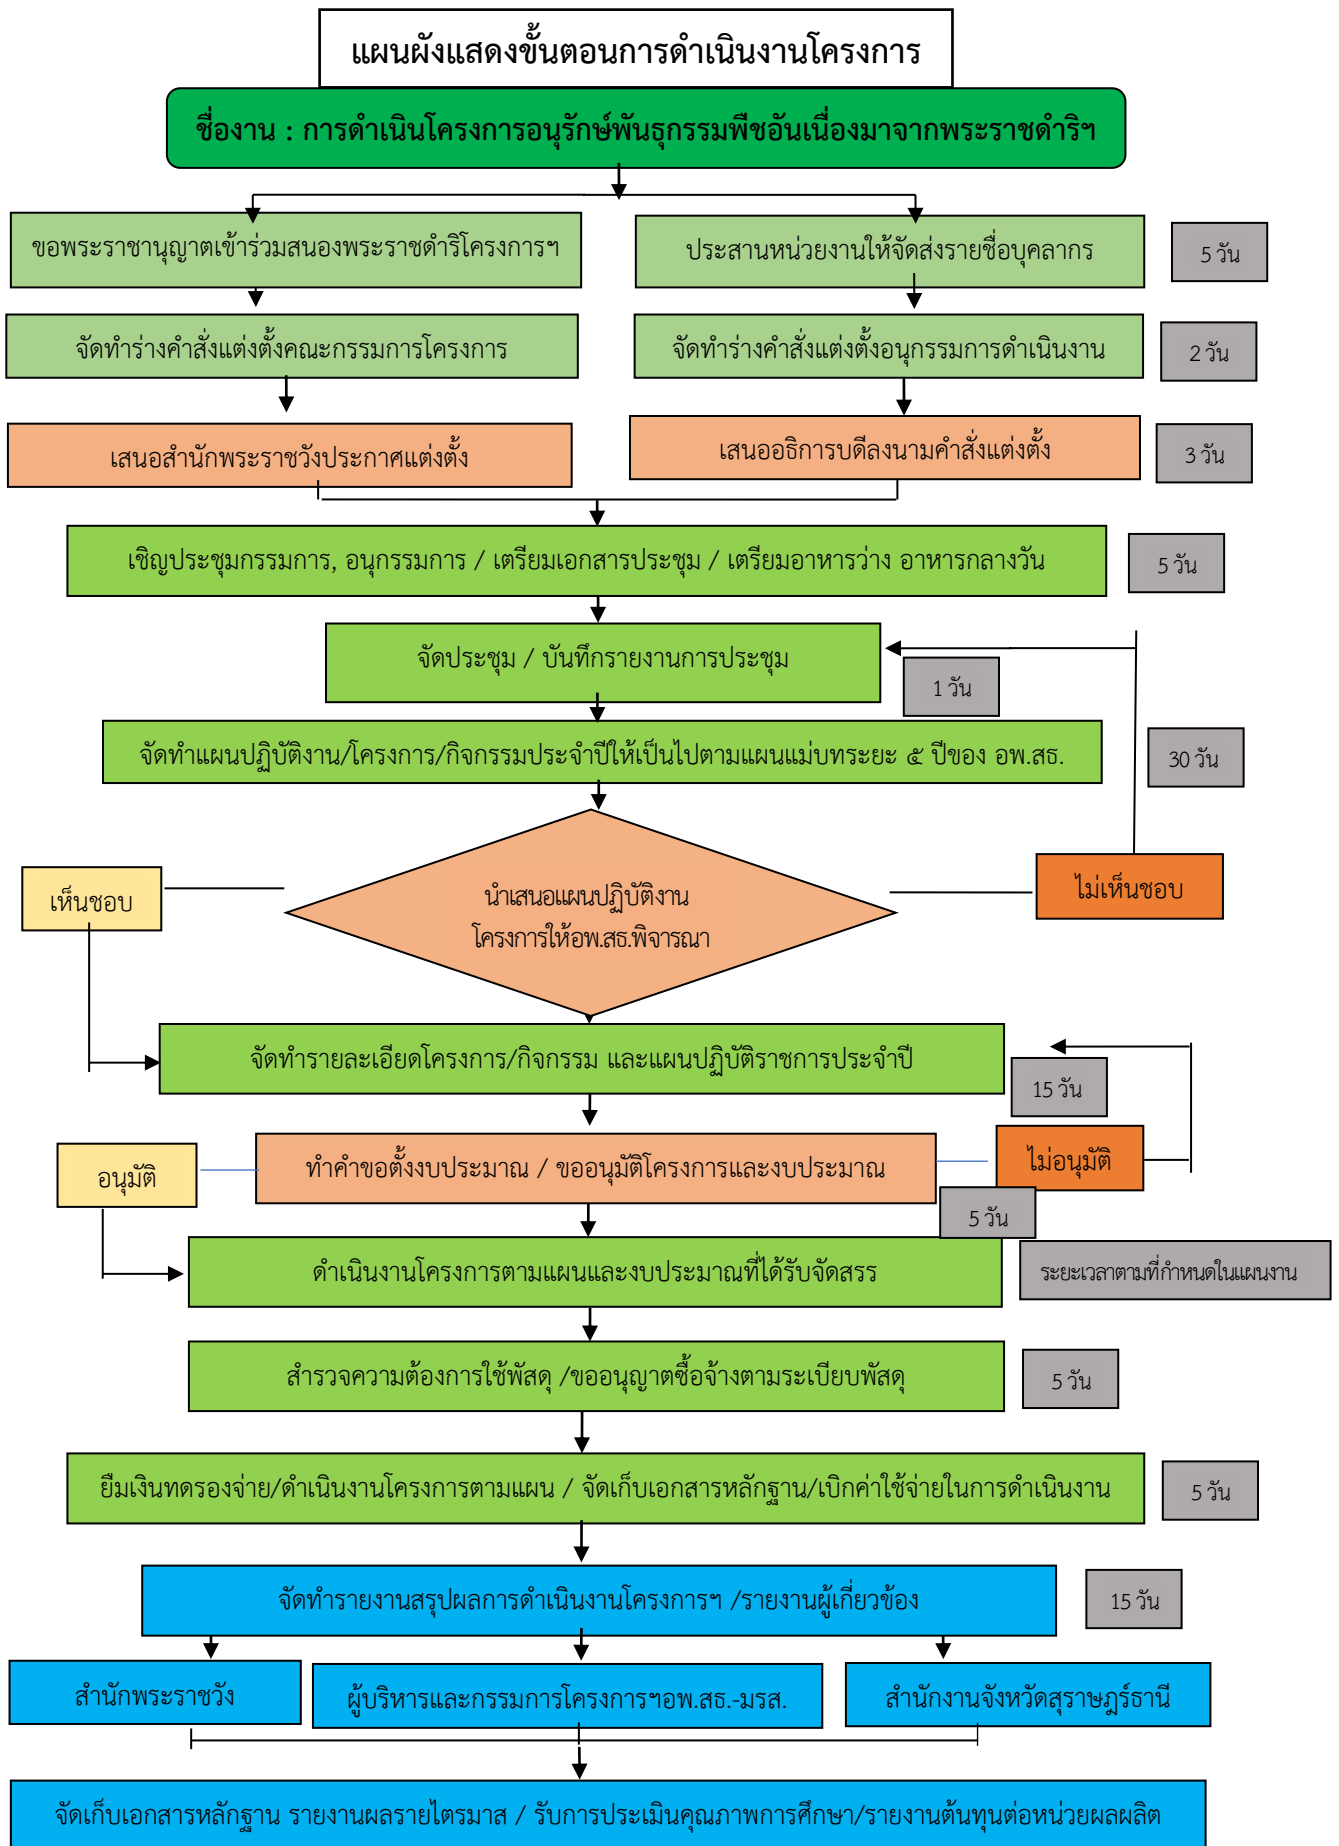 แผนผังแสดงขั้นตอนการดำเนินงานโครงการ
ชื่องาน : การดำเนินโครงการอนุรักษ์พันธุกรรมพืชอันเนื่องมาจากพระราชดำริฯ
ขอพระราชานุญาตเข้าร่วมสนองพระราชดำริโครงการฯ
ประสานหน่วยงานให้จัดส่งรายชื่อบุคลากร
5 วัน
จัดทำร่างคำสั่งแต่งตั้งคณะกรรมการโครงการ
จัดทำร่างคำสั่งแต่งตั้งอนุกรรมการดำเนินงาน
2 วัน
เสนอสำนักพระราชวังประกาศแต่งตั้ง
เสนออธิการบดีลงนามคำสั่งแต่งตั้ง
3 วัน
เชิญประชุมกรรมการ, อนุกรรมการ / เตรียมเอกสารประชุม / เตรียมอาหารว่าง อาหารกลางวัน
5 วัน
จัดประชุม / บันทึกรายงานการประชุม
1 วัน
จัดทำแผนปฏิบัติงาน/โครงการ/กิจกรรมประจำปีให้เป็นไปตามแผนแม่บทระยะ ๕ ปีของ อพ.สธ.
30 วัน
เห็นชอบ
นำเสนอแผนปฏิบัติงาน
โครงการให้อพ.สธ.พิจารณา
ไม่เห็นชอบ
จัดทำรายละเอียดโครงการ/กิจกรรม และแผนปฏิบัติราชการประจำปี
15 วัน
อนุมัติ
ทำคำขอตั้งงบประมาณ / ขออนุมัติโครงการและงบประมาณ
ไม่อนุมัติ
5 วัน
ดำเนินงานโครงการตามแผนและงบประมาณที่ได้รับจัดสรร
ระยะเวลาตามที่กำหนดในแผนงาน
สำรวจความต้องการใช้พัสดุ /ขออนุญาตซื้อจ้างตามระเบียบพัสดุ
5 วัน
ยืมเงินทดรองจ่าย/ดำเนินงานโครงการตามแผน / จัดเก็บเอกสารหลักฐาน/เบิกค่าใช้จ่ายในการดำเนินงาน
5 วัน
จัดทำรายงานสรุปผลการดำเนินงานโครงการฯ /รายงานผู้เกี่ยวข้อง
15 วัน
สำนักพระราชวัง
ผู้บริหารและกรรมการโครงการฯอพ.สธ.-มรส.
สำนักงานจังหวัดสุราษฎร์ธานี
จัดเก็บเอกสารหลักฐาน รายงานผลรายไตรมาส / รับการประเมินคุณภาพการศึกษา/รายงานต้นทุนต่อหน่วยผลผลิต